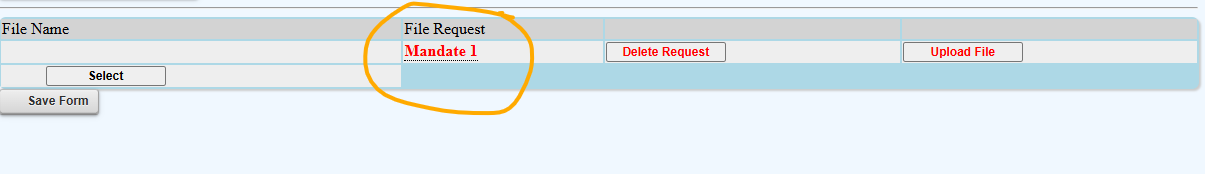 File Name File Request
Mandate 1 Delete Request Upload File
Select
Save Form